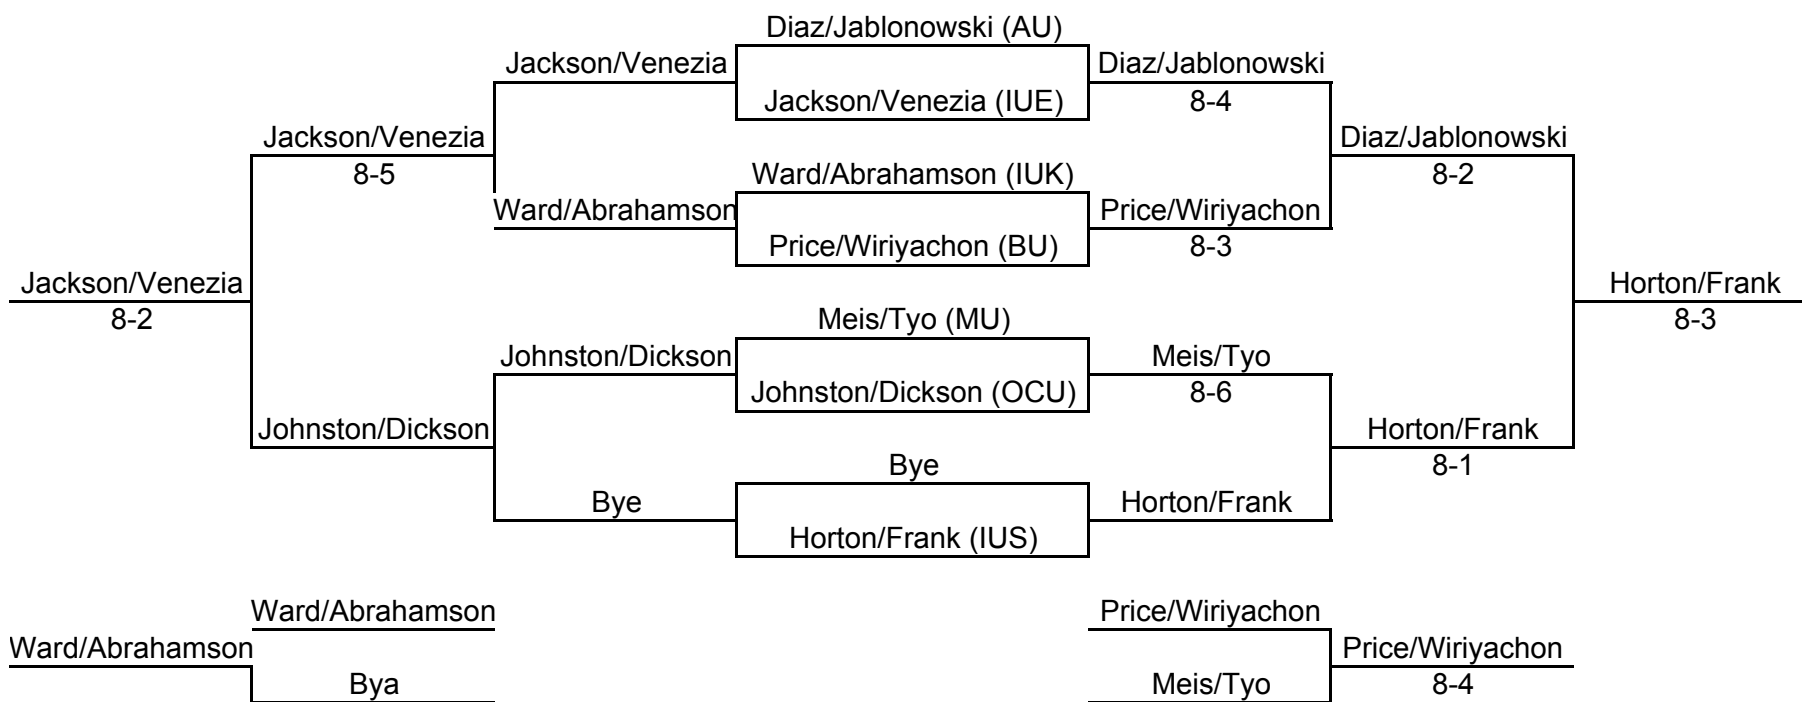 Diaz/Jablonowski (AU)
Jackson/Venezia
Diaz/Jablonowski
Jackson/Venezia (IUE)
8-4
Jackson/Venezia
Diaz/Jablonowski
8-5
Ward/Abrahamson (IUK)
8-2
Ward/Abrahamson
Price/Wiriyachon
Price/Wiriyachon (BU)
8-3
Jackson/Venezia
Horton/Frank
8-2
Meis/Tyo (MU)
8-3
Johnston/Dickson
Meis/Tyo
Johnston/Dickson (OCU)
8-6
Johnston/Dickson
Horton/Frank
Bye
8-1
Bye
Horton/Frank
Horton/Frank (IUS)
Ward/Abrahamson
Price/Wiriyachon
Ward/Abrahamson
Price/Wiriyachon
Bya
Meis/Tyo
8-4